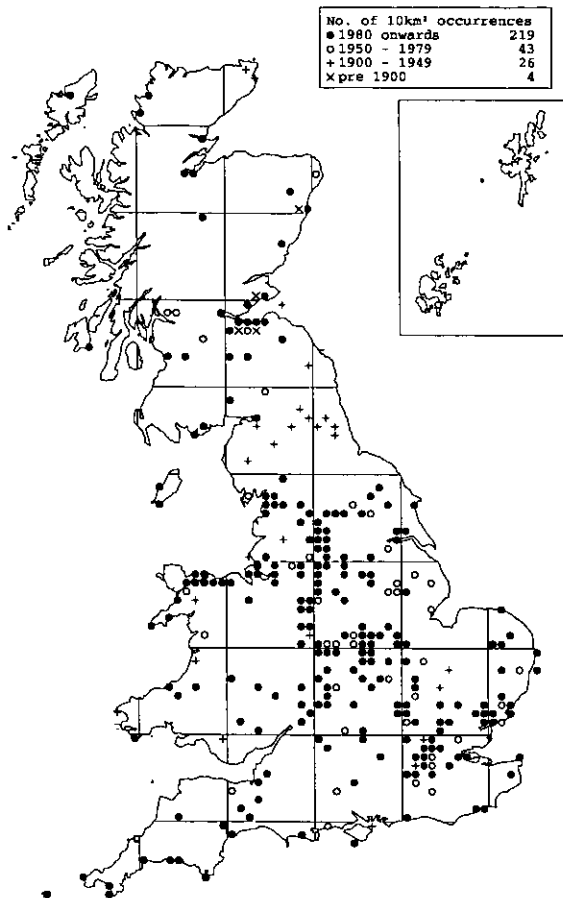 No. of 10km² occurrences
● 1980 onwards 219
○ 1950 - 1979 43
+ 1900 - 1949 26
× pre 1900 4